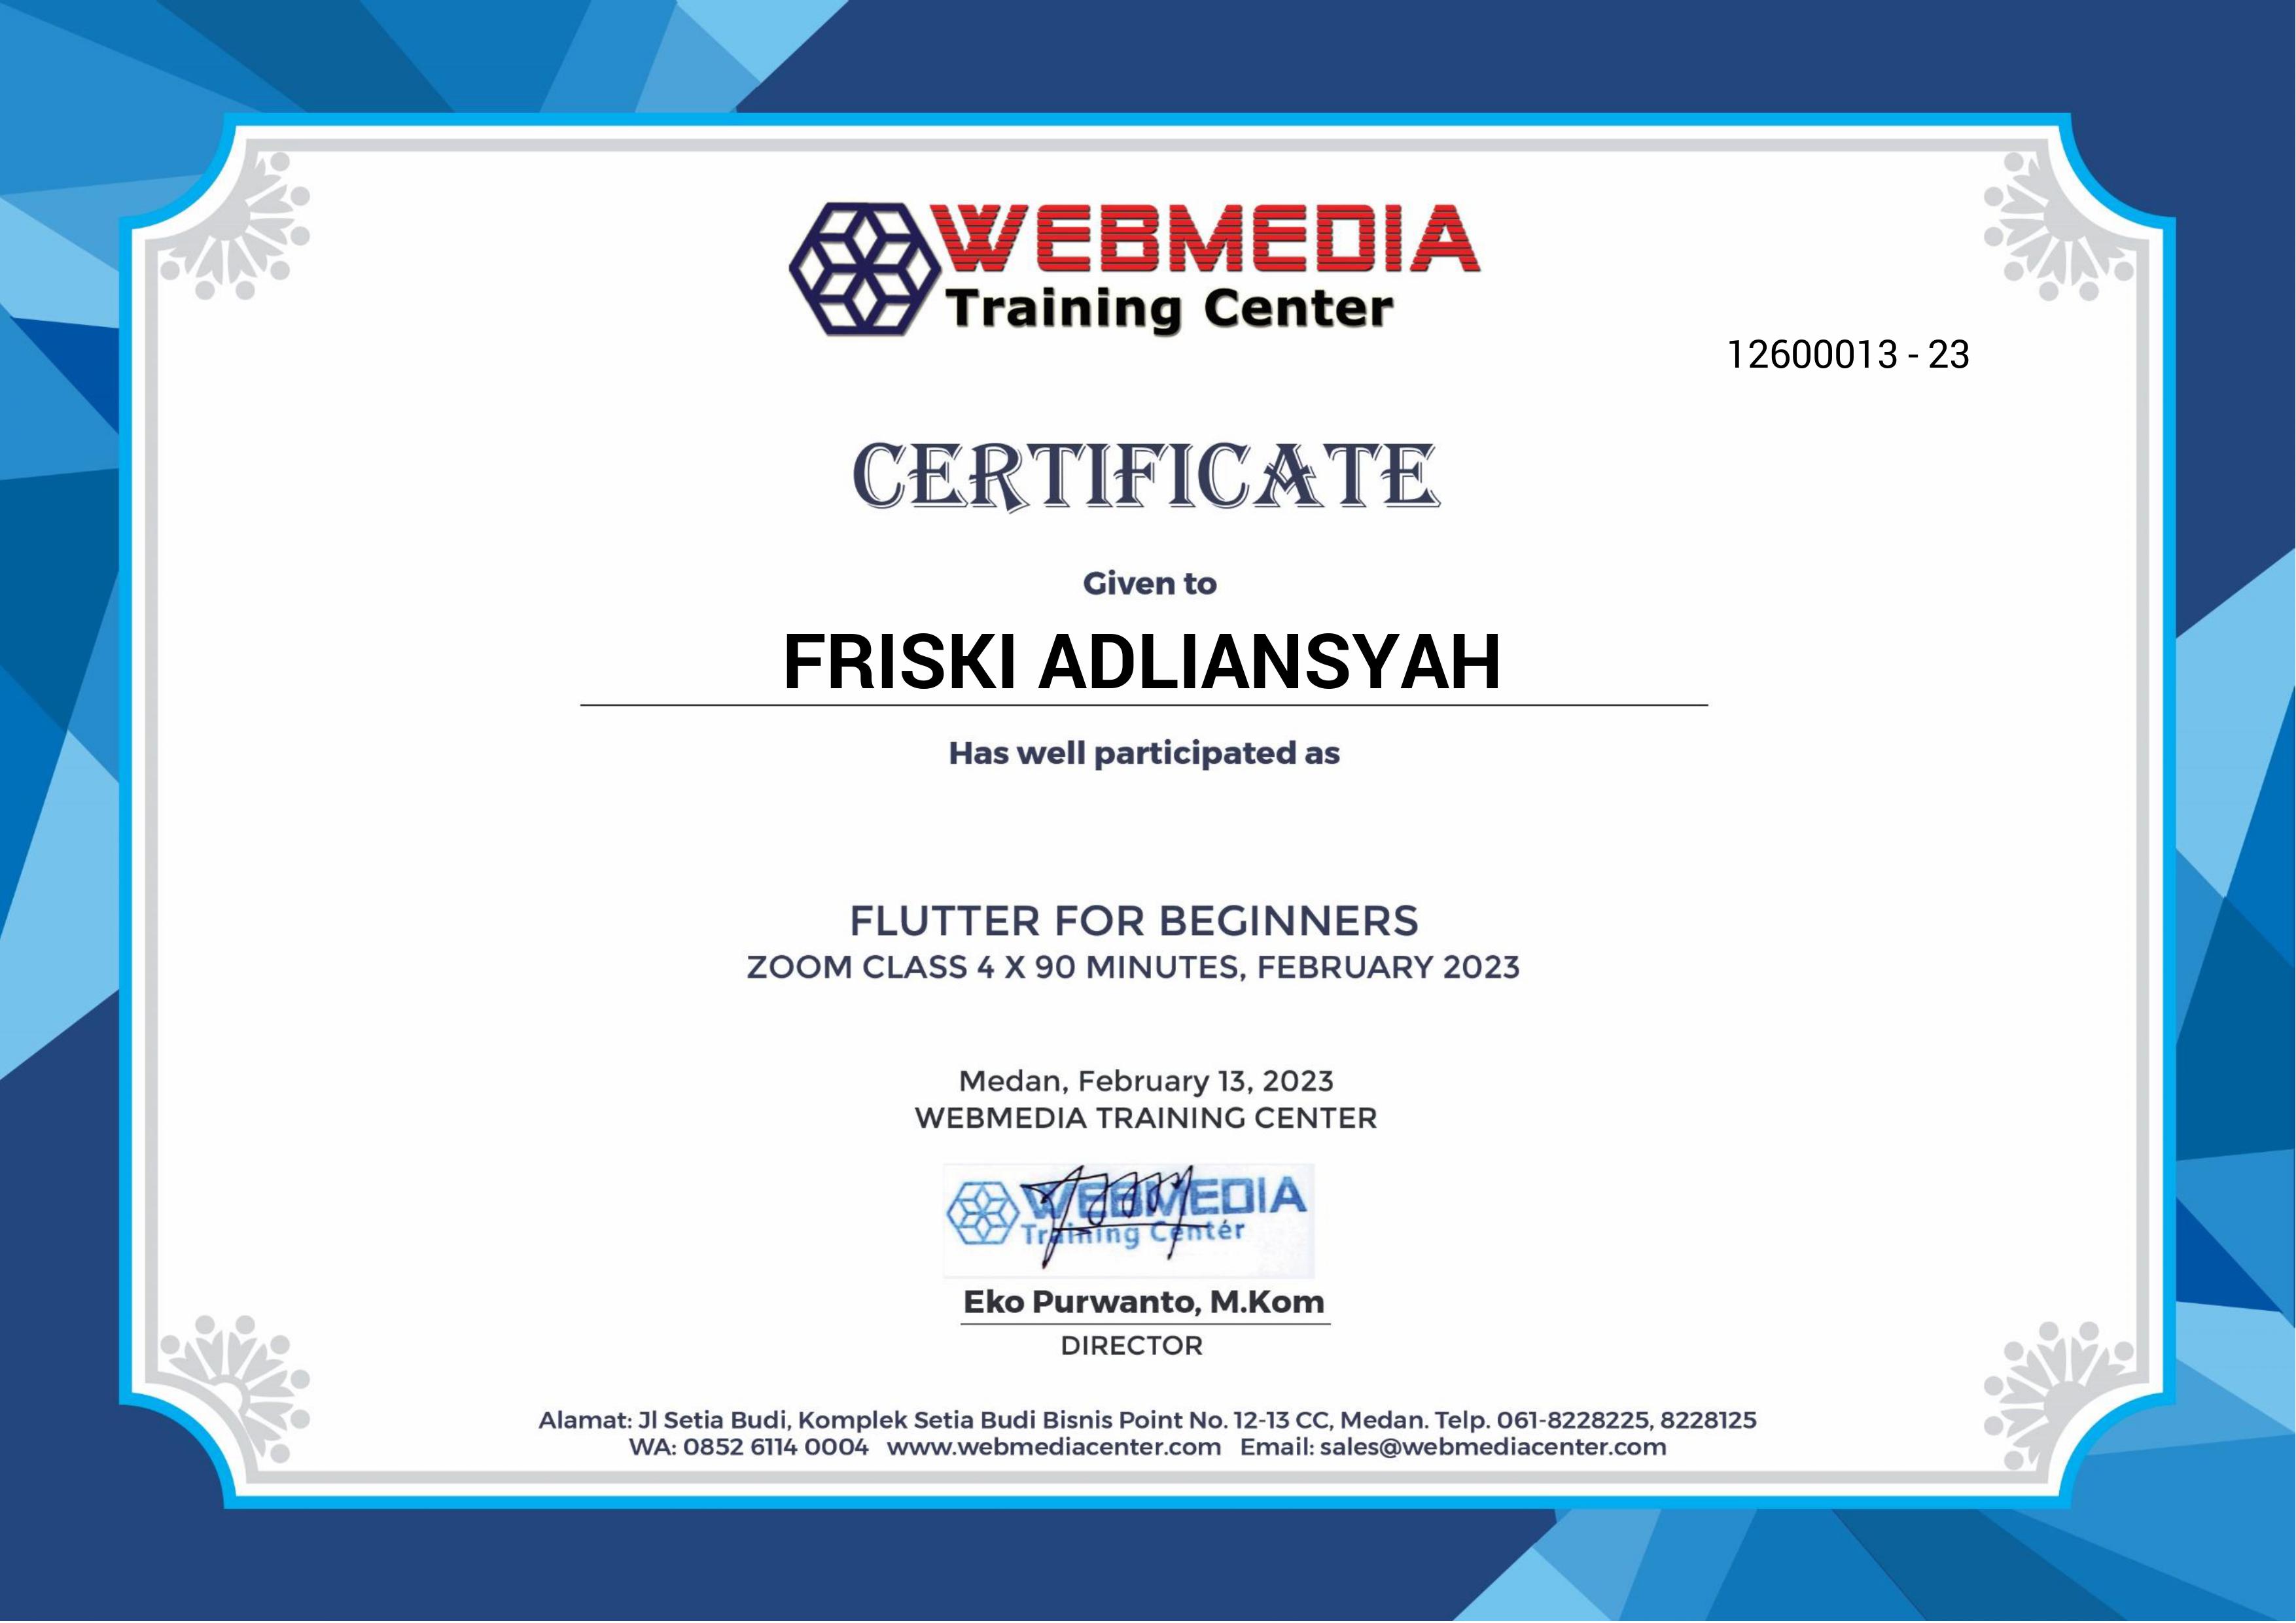 WEBMEDIA
Training Center
12600013 - 23
CERTIFICATE
Given to
FRISKI ADLIANSYAH
Has well participated as
FLUTTER FOR BEGINNERS
ZOOM CLASS 4 X 90 MINUTES, FEBRUARY 2023
Medan, February 13, 2023
WEBMEDIA TRAINING CENTER
WEBMEDIA
Training Center
Eko Purwanto, M.Kom
DIRECTOR
Alamat: Jl Setia Budi, Komplek Setia Budi Bisnis Point No. 12-13 CC, Medan. Telp. 061-8228225, 8228125
WA: 0852 6114 0004 www.webmediacenter.com Email: sales@webmediacenter.com